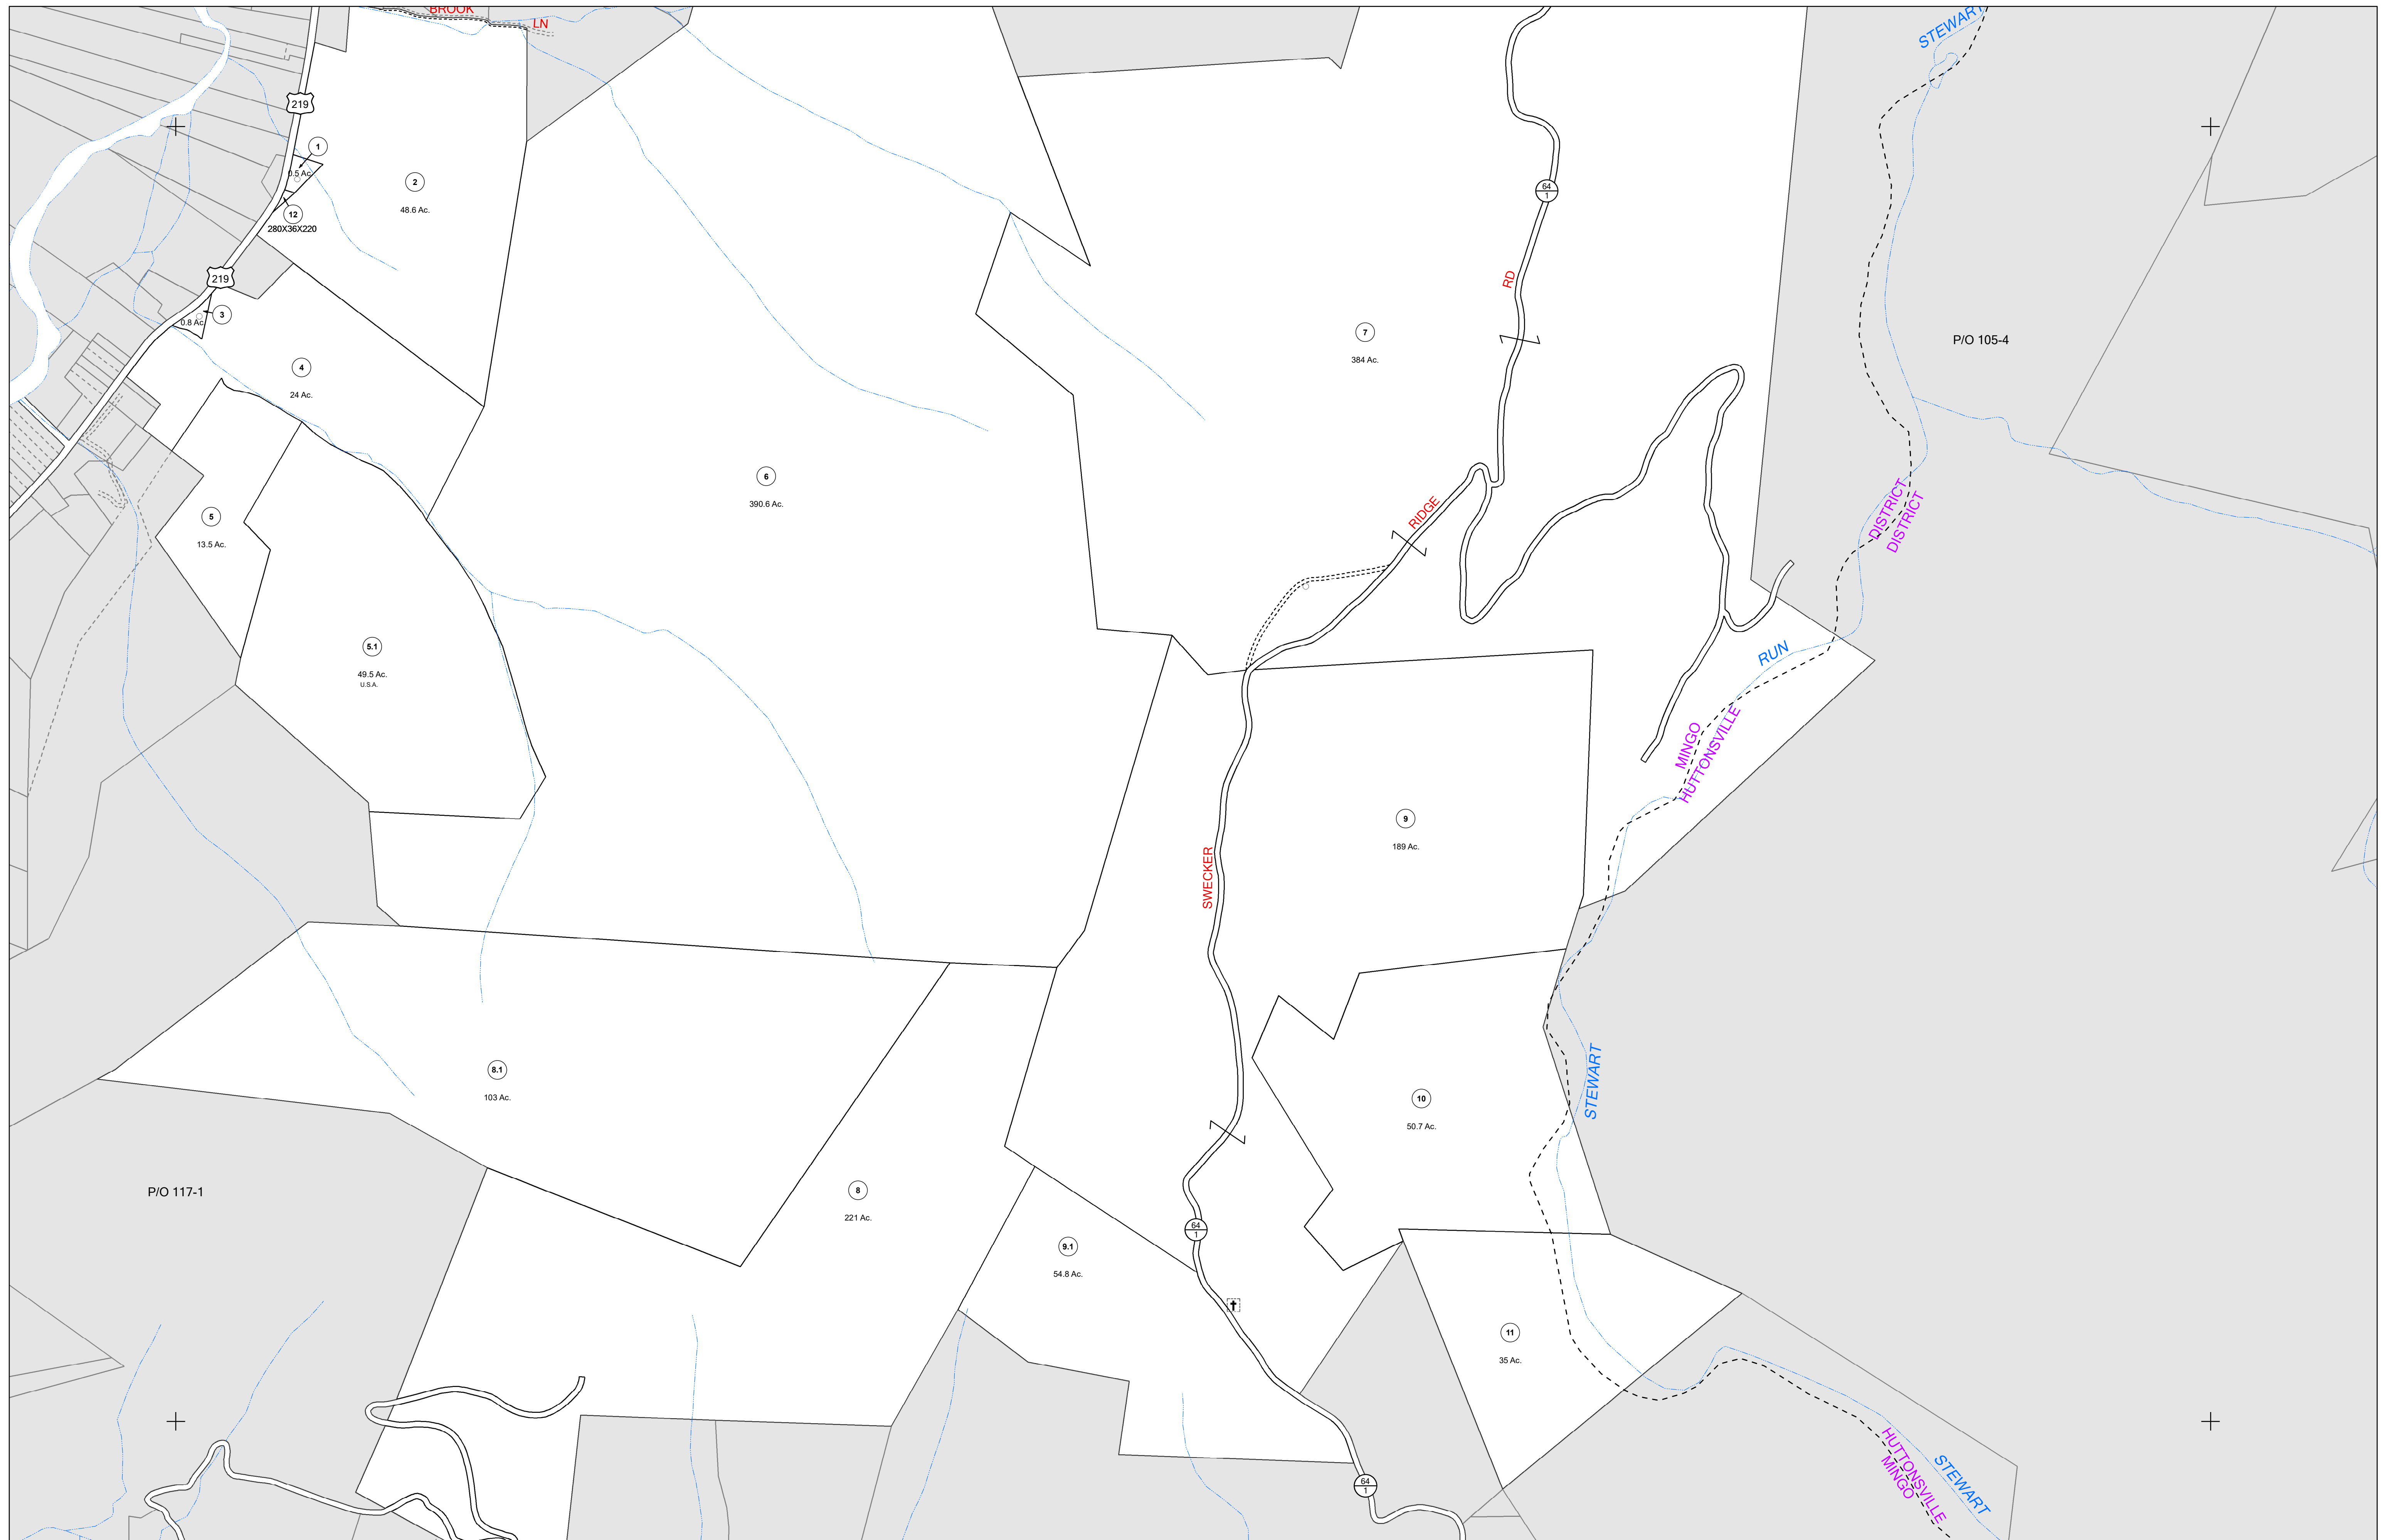 BROOK
LN
STEWART
219
1
0.5 Ac.
2
48.6 Ac.
64
1
12
280X36X220
219
RD
3
0.8 Ac.
7
384 Ac.
P/O 105-4
4
24 Ac.
6
390.6 Ac.
RIDGE
DISTRICT
DISTRICT
5
13.5 Ac.
5.1
49.5 Ac.
U.S.A.
RUN
MINGO
HUTTONSVILLE
9
189 Ac.
SWECKER
8.1
103 Ac.
STEWART
10
50.7 Ac.
P/O 117-1
8
221 Ac.
64
1
9.1
54.8 Ac.
11
35 Ac.
64
1
HUTTONSVILLE
MINGO
STEWART